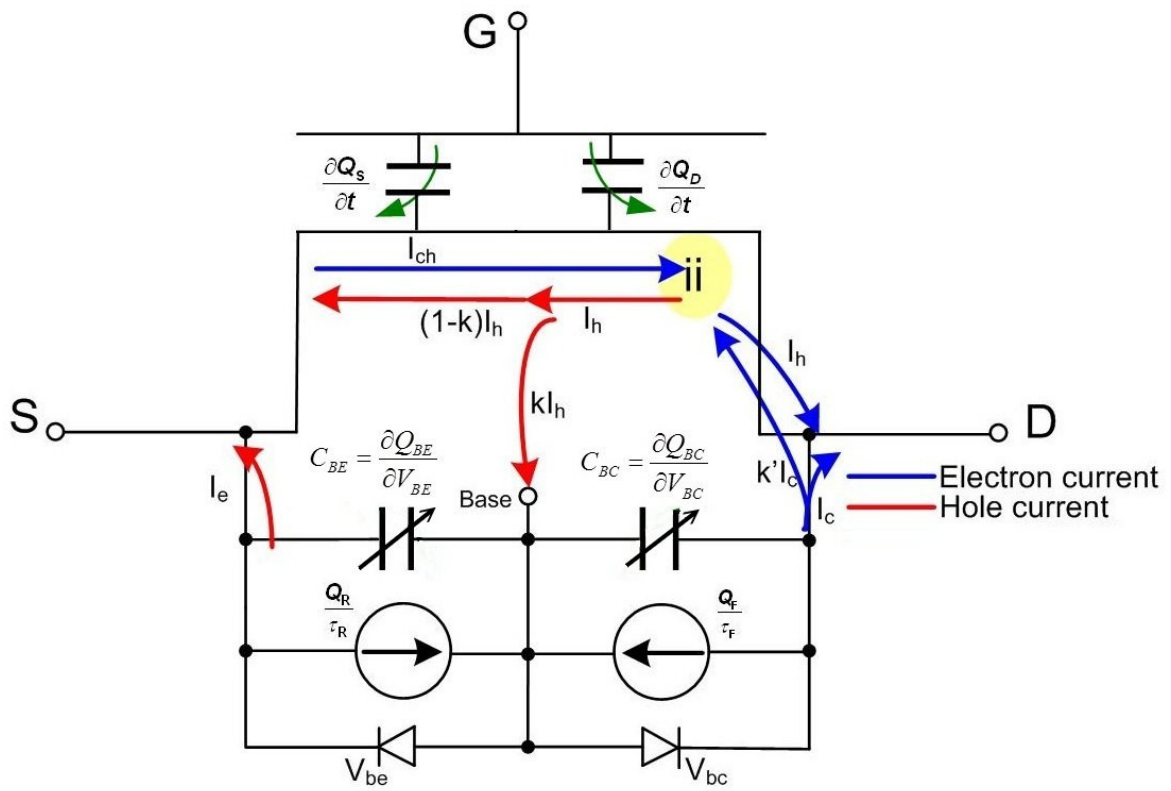 G
∂Q_S/∂t
∂Q_D/∂t
I_ch
ii
(1-k)I_h
I_h
I_h
kI_h
S
D
C_BE = ∂Q_BE/∂V_BE
C_BC = ∂Q_BC/∂V_BC
k'I_c
Electron current
Hole current
I_e
Base
I_c
Q_R/τ_R
Q_F/τ_F
V_be
V_bc